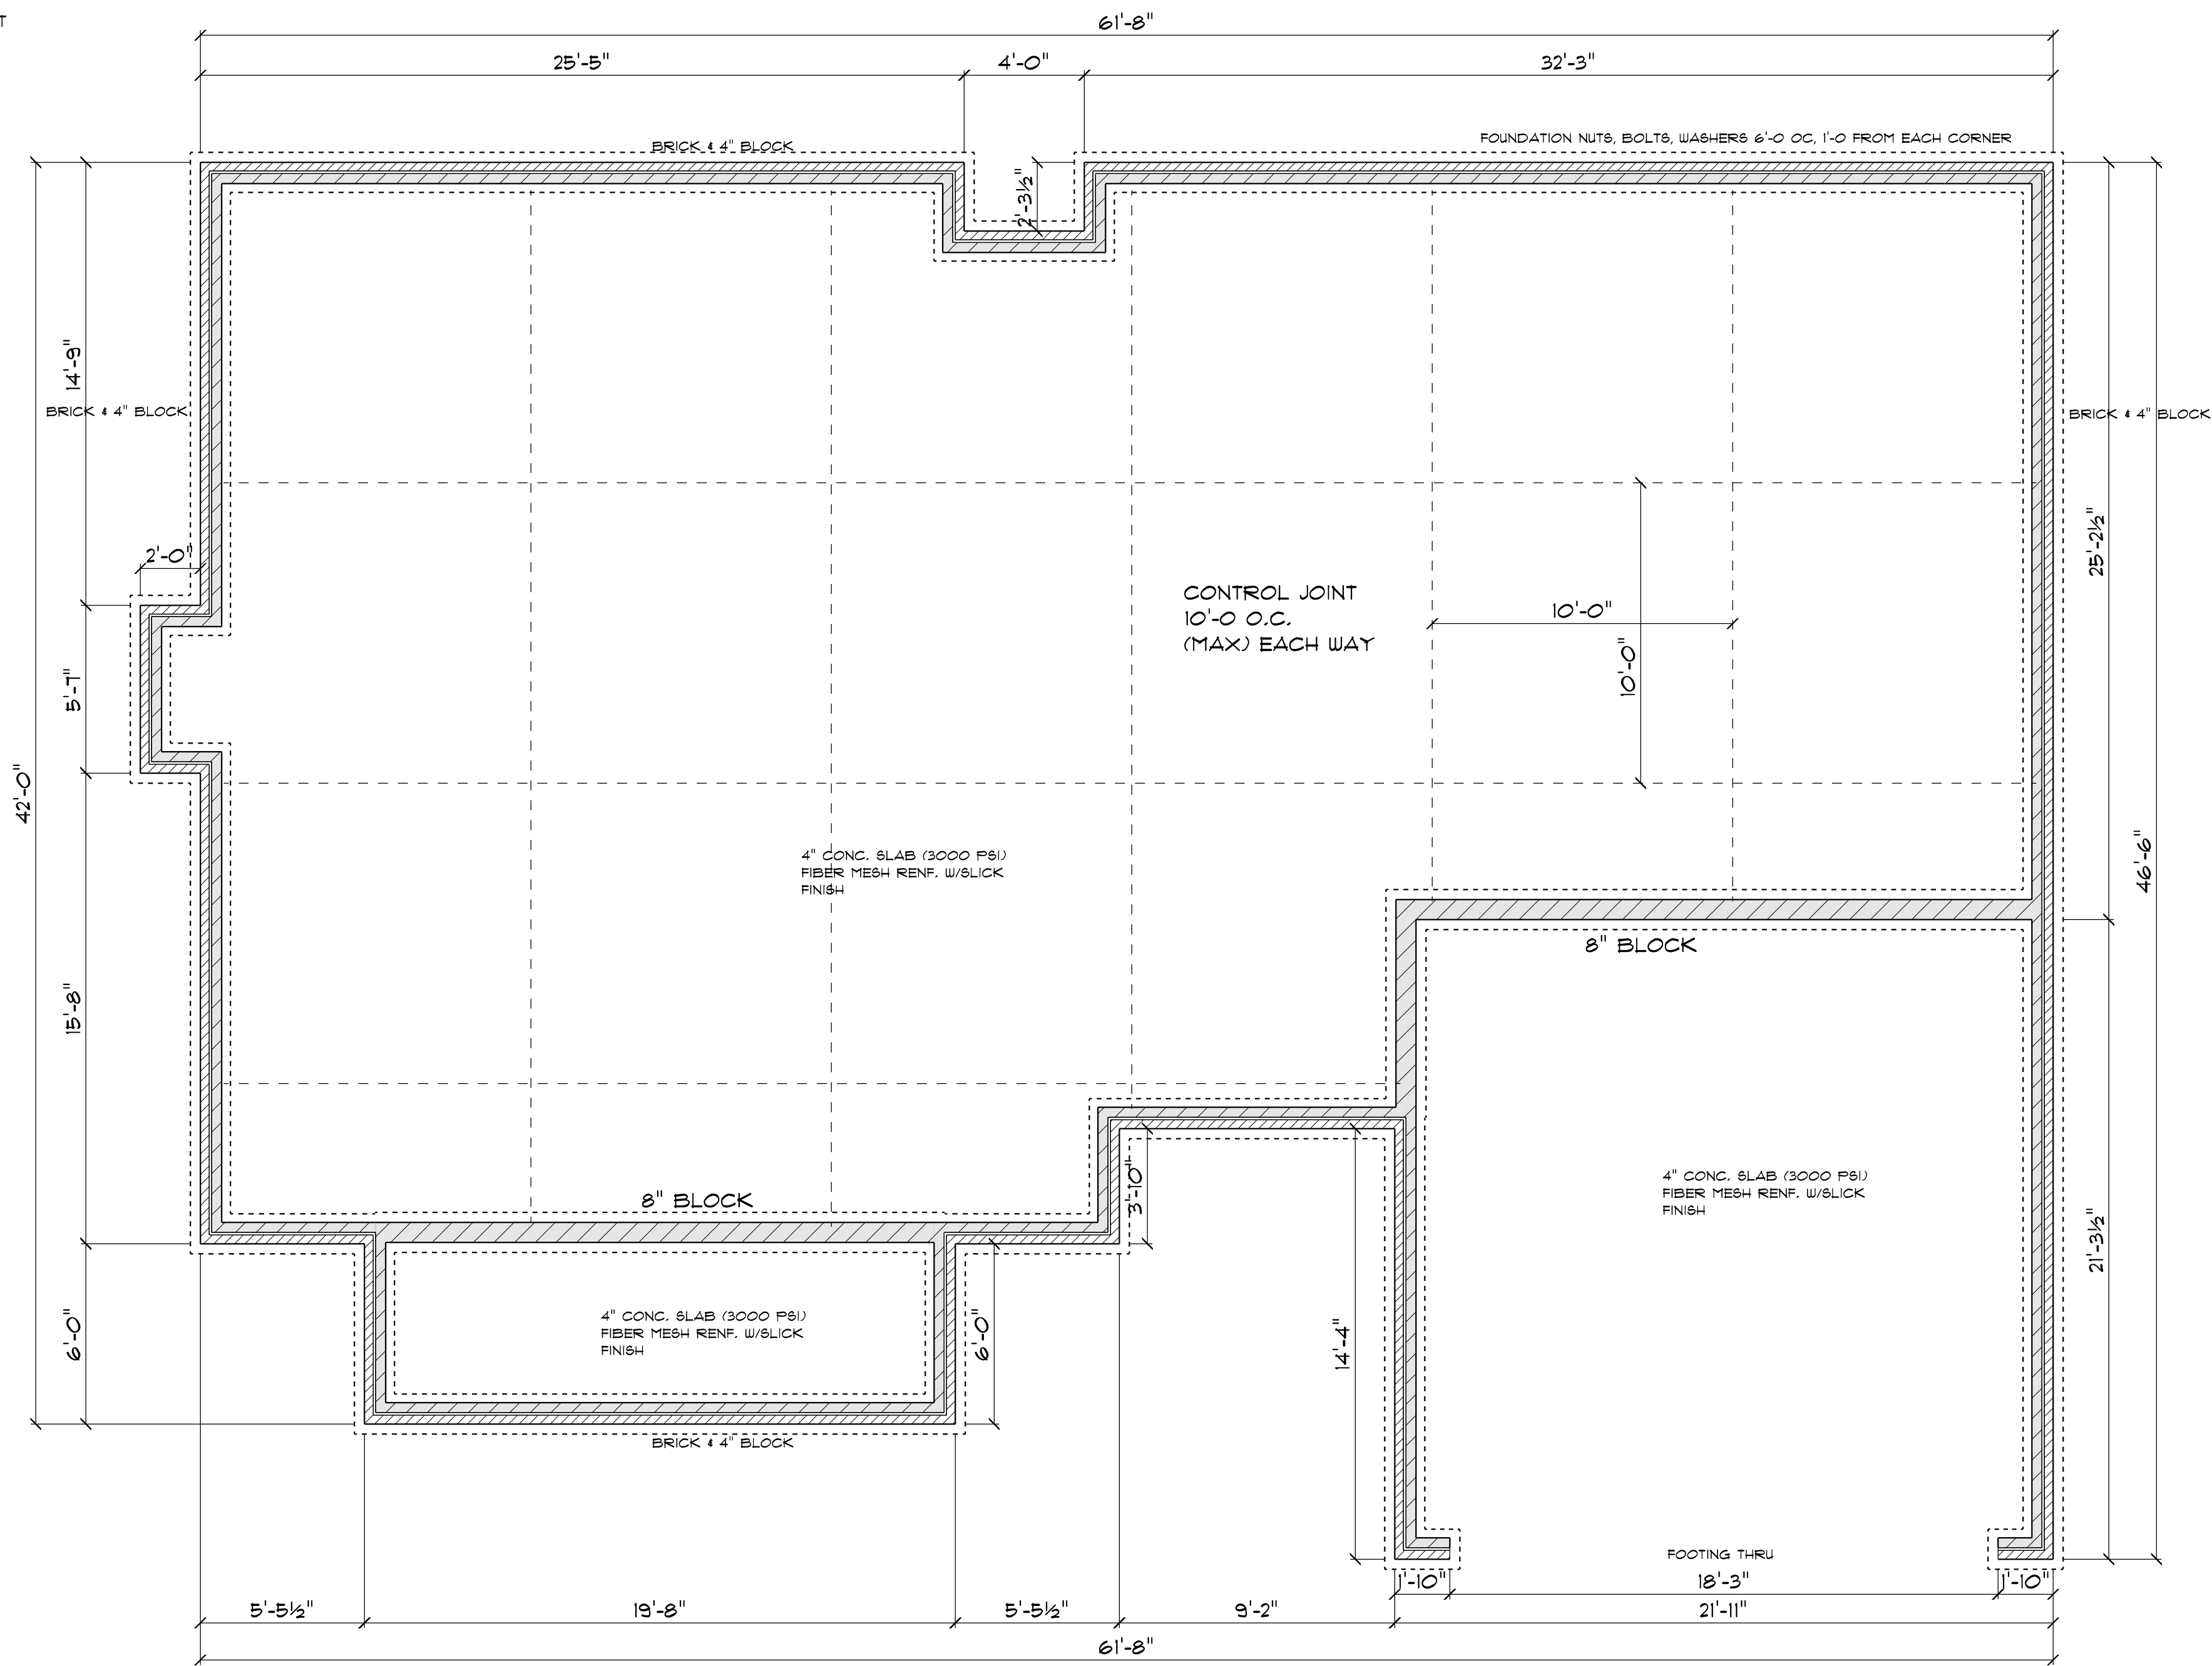 T
61'-8"
25'-5"
4'-0"
32'-3"
BRICK & 4" BLOCK
FOUNDATION NUTS, BOLTS, WASHERS 6'-0 OC, 1'-0 FROM EACH CORNER
2'-3½"
14'-9"
BRICK & 4" BLOCK
BRICK & 4" BLOCK
25'-2½"
2'-0"
CONTROL JOINT
10'-0 O.C.
(MAX) EACH WAY
10'-0"
10'-0"
5'-7"
42'-0"
46'-6"
4" CONC. SLAB (3000 PSI)
FIBER MESH RENF. W/SLICK
FINISH
8" BLOCK
15'-8"
3'-10"
4" CONC. SLAB (3000 PSI)
FIBER MESH RENF. W/SLICK
FINISH
8" BLOCK
21'-3½"
6'-0"
4" CONC. SLAB (3000 PSI)
FIBER MESH RENF. W/SLICK
FINISH
6'-0"
14'-4"
BRICK & 4" BLOCK
FOOTING THRU
1'-10"
18'-3"
1'-10"
5'-5½"
19'-8"
5'-5½"
9'-2"
21'-11"
61'-8"